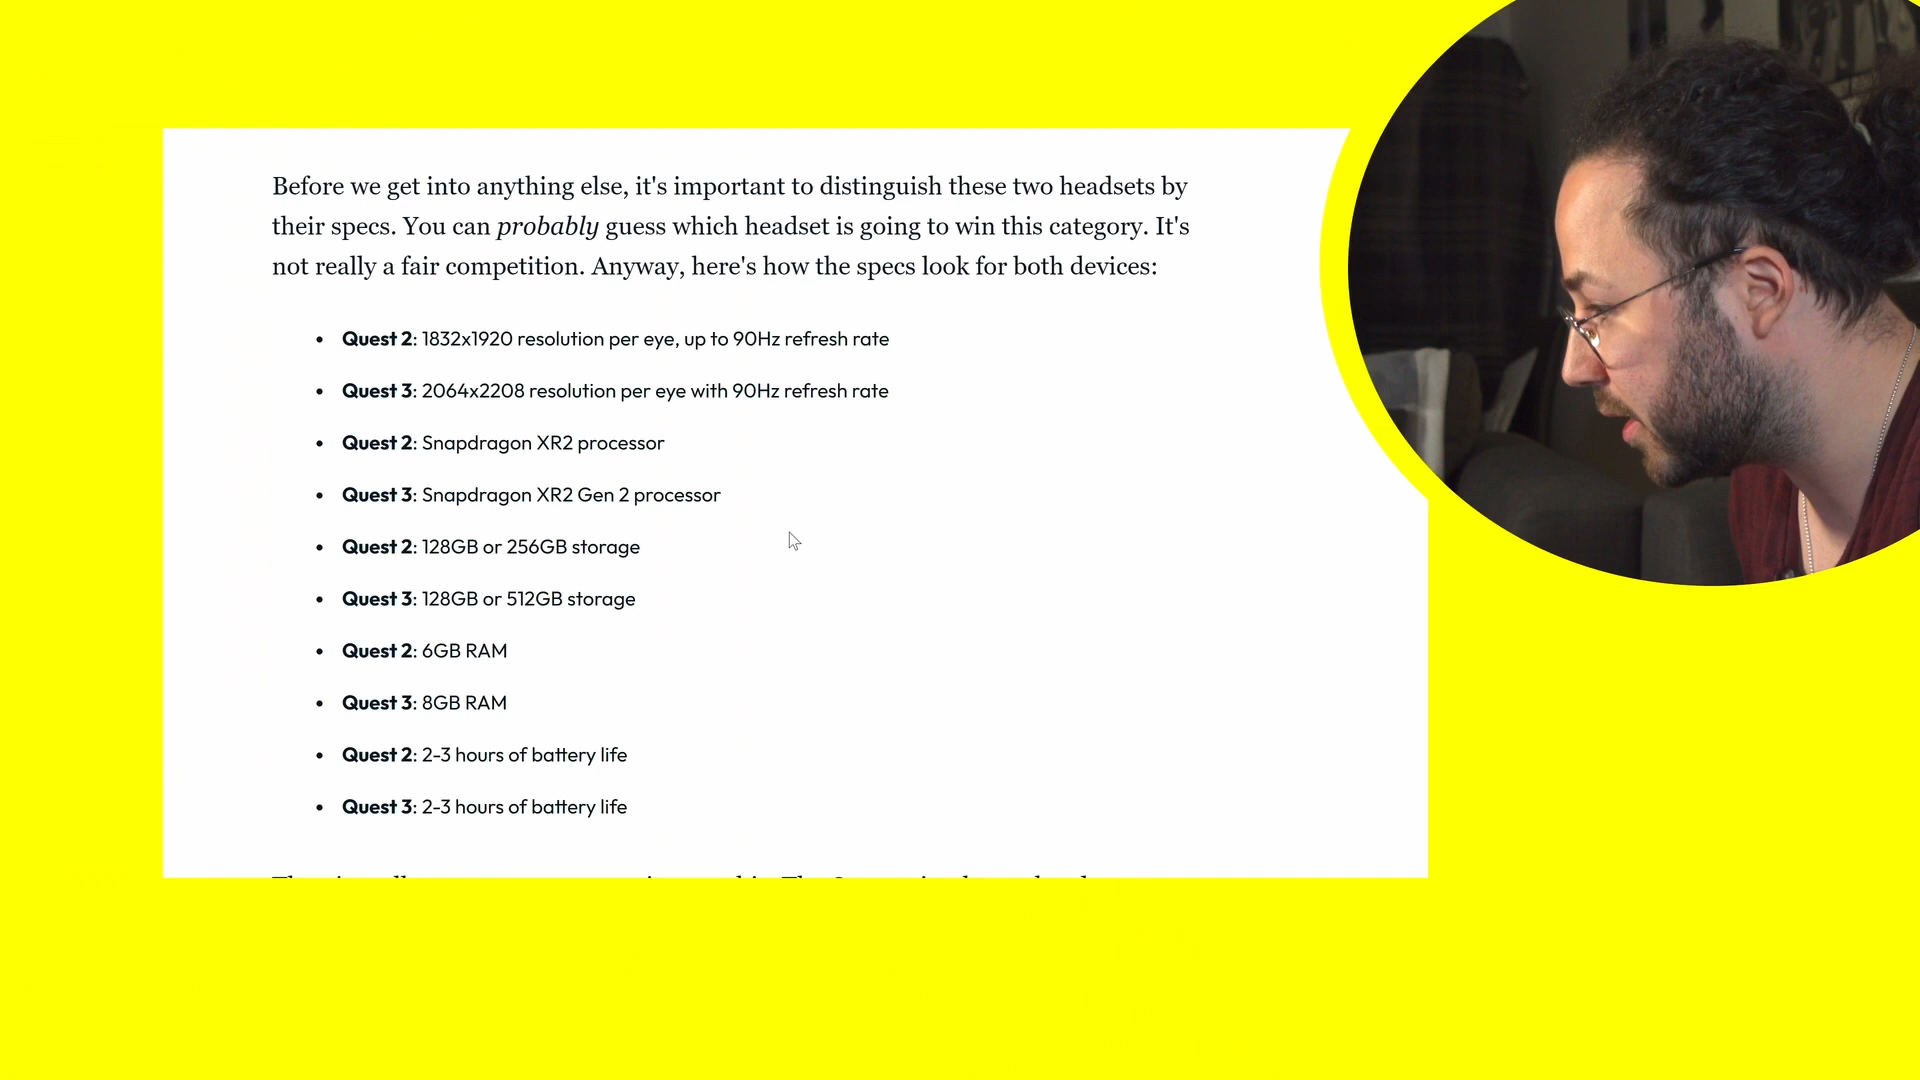 Before we get into anything else, it's important to distinguish these two headsets by
their specs. You can probably guess which headset is going to win this category. It's
not really a fair competition. Anyway, here's how the specs look for both devices:
• Quest 2: 1832x1920 resolution per eye, up to 90Hz refresh rate
• Quest 3: 2064x2208 resolution per eye with 90Hz refresh rate
• Quest 2: Snapdragon XR2 processor
• Quest 3: Snapdragon XR2 Gen 2 processor
• Quest 2: 128GB or 256GB storage
• Quest 3: 128GB or 512GB storage
• Quest 2: 6GB RAM
• Quest 3: 8GB RAM
• Quest 2: 2-3 hours of battery life
• Quest 3: 2-3 hours of battery life